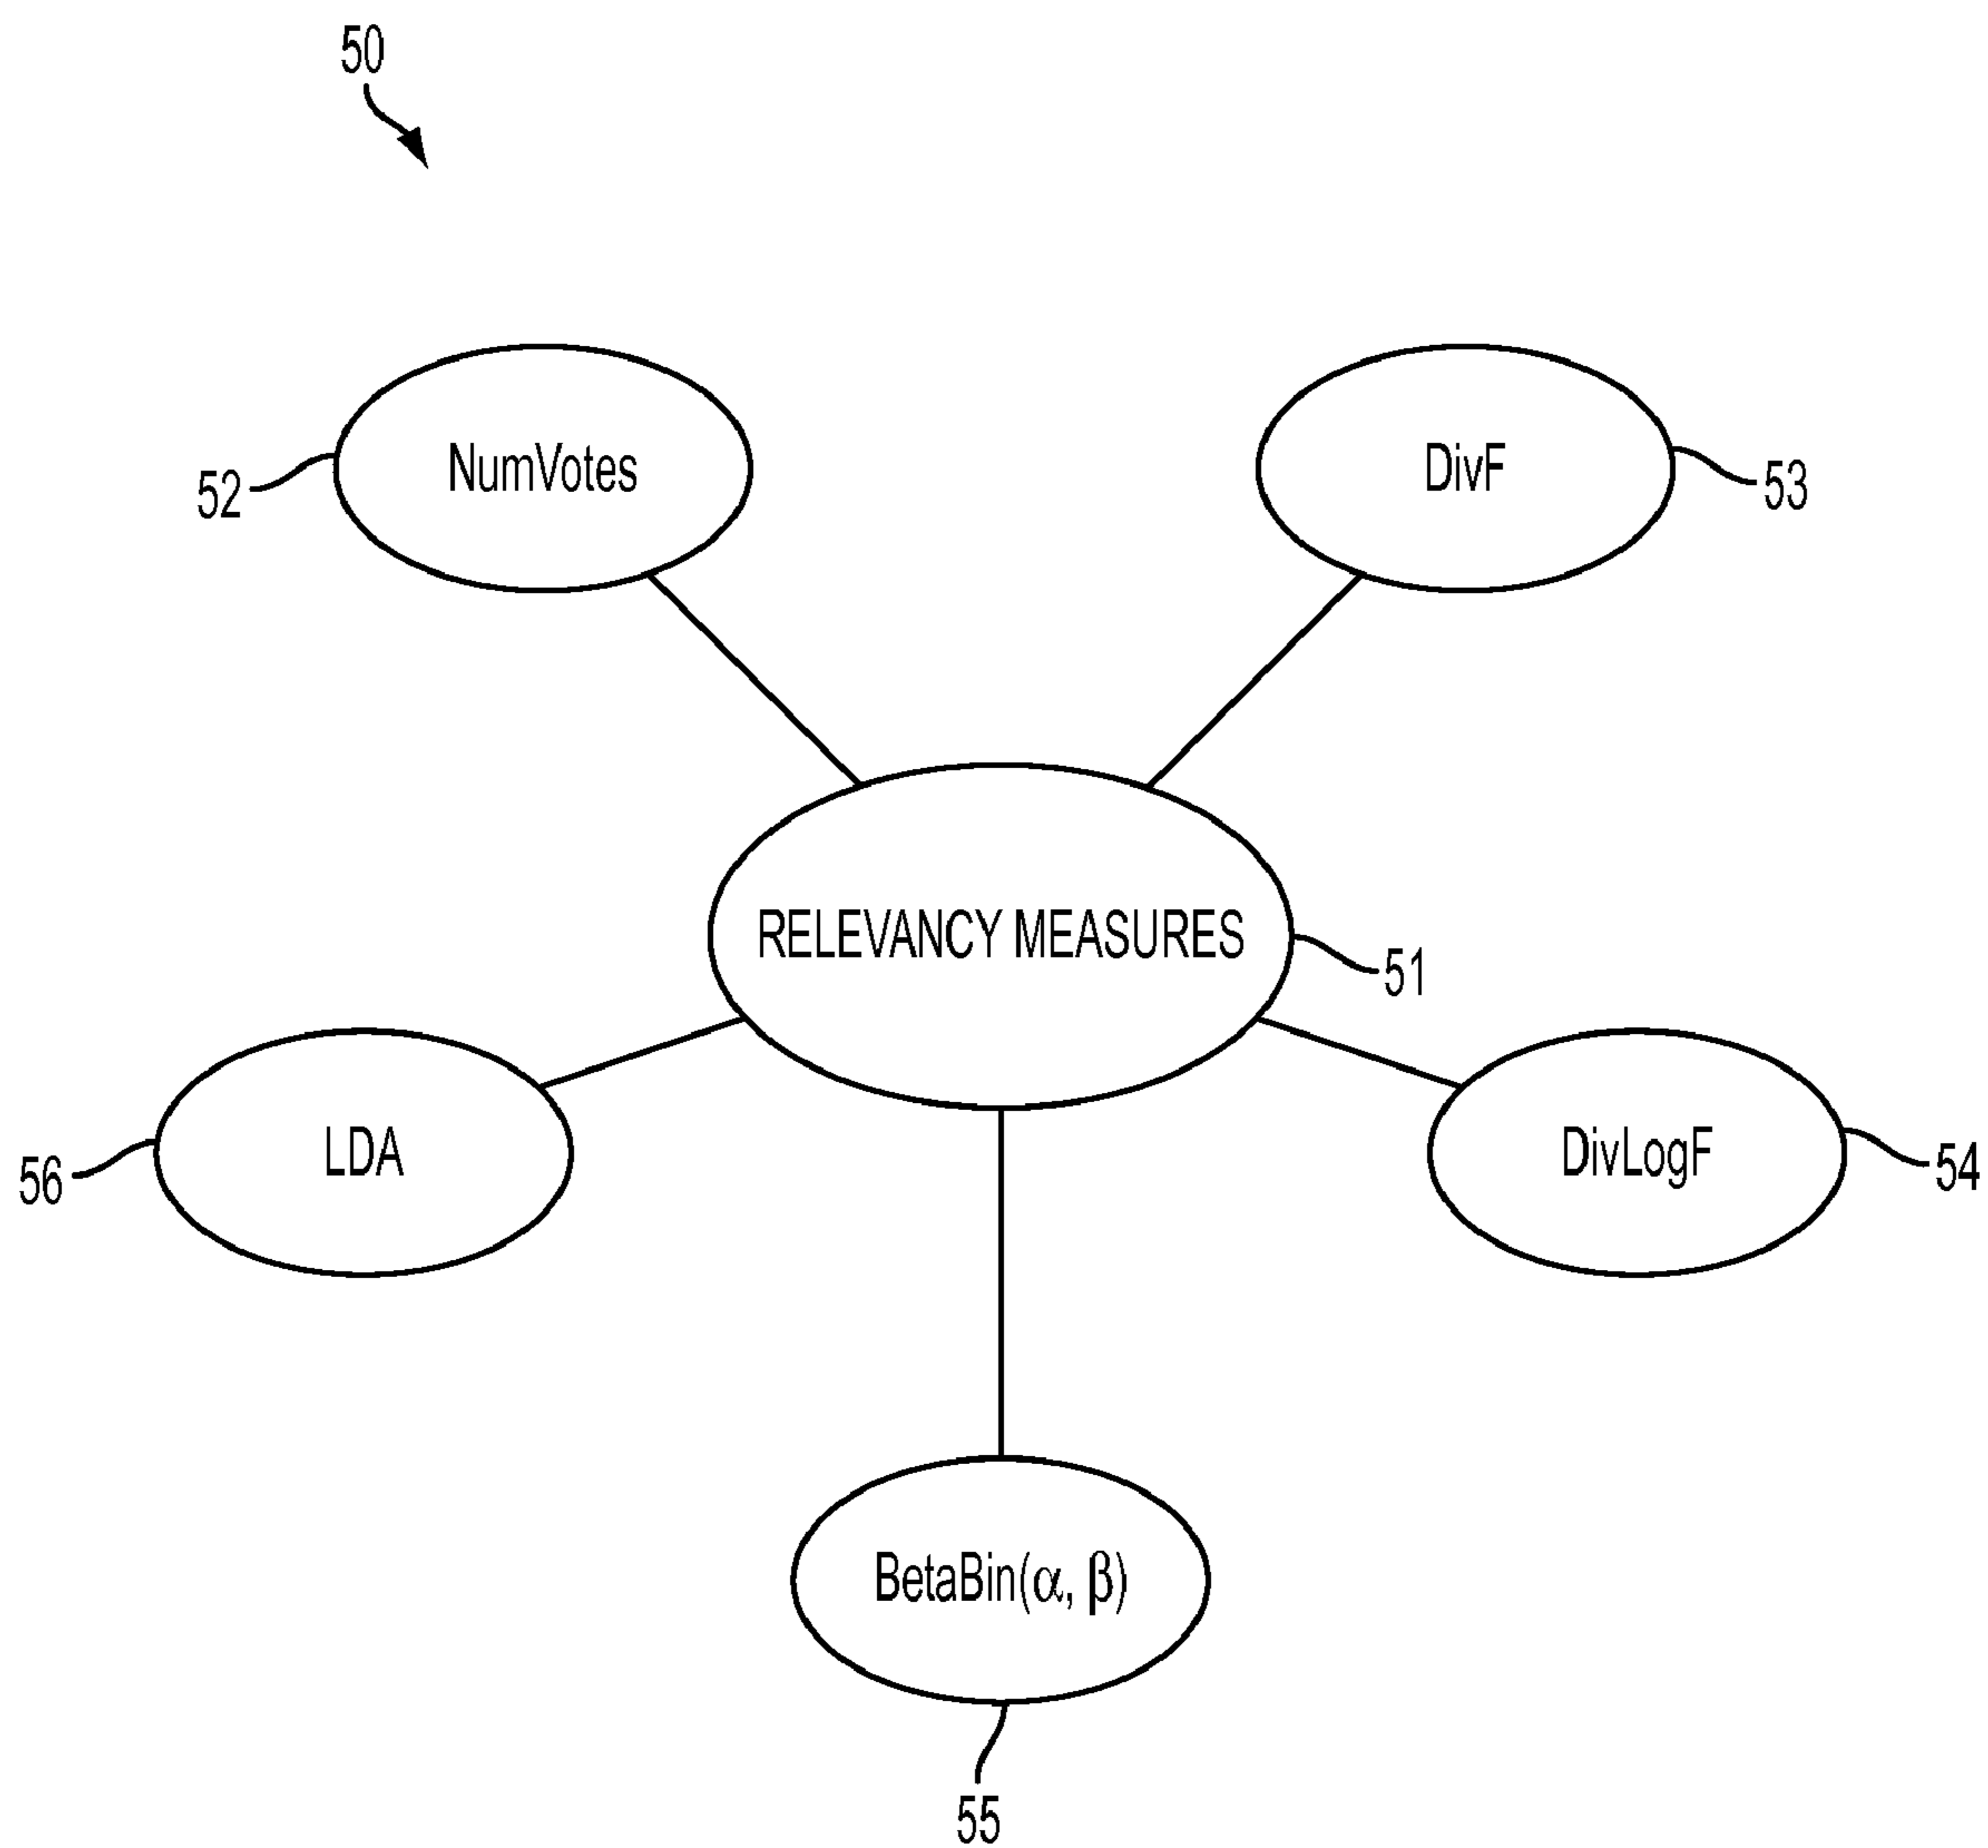 50
NumVotes
52
DivF
53
RELEVANCY MEASURES
51
LDA
56
DivLogF
54
BetaBin(α, β)
55